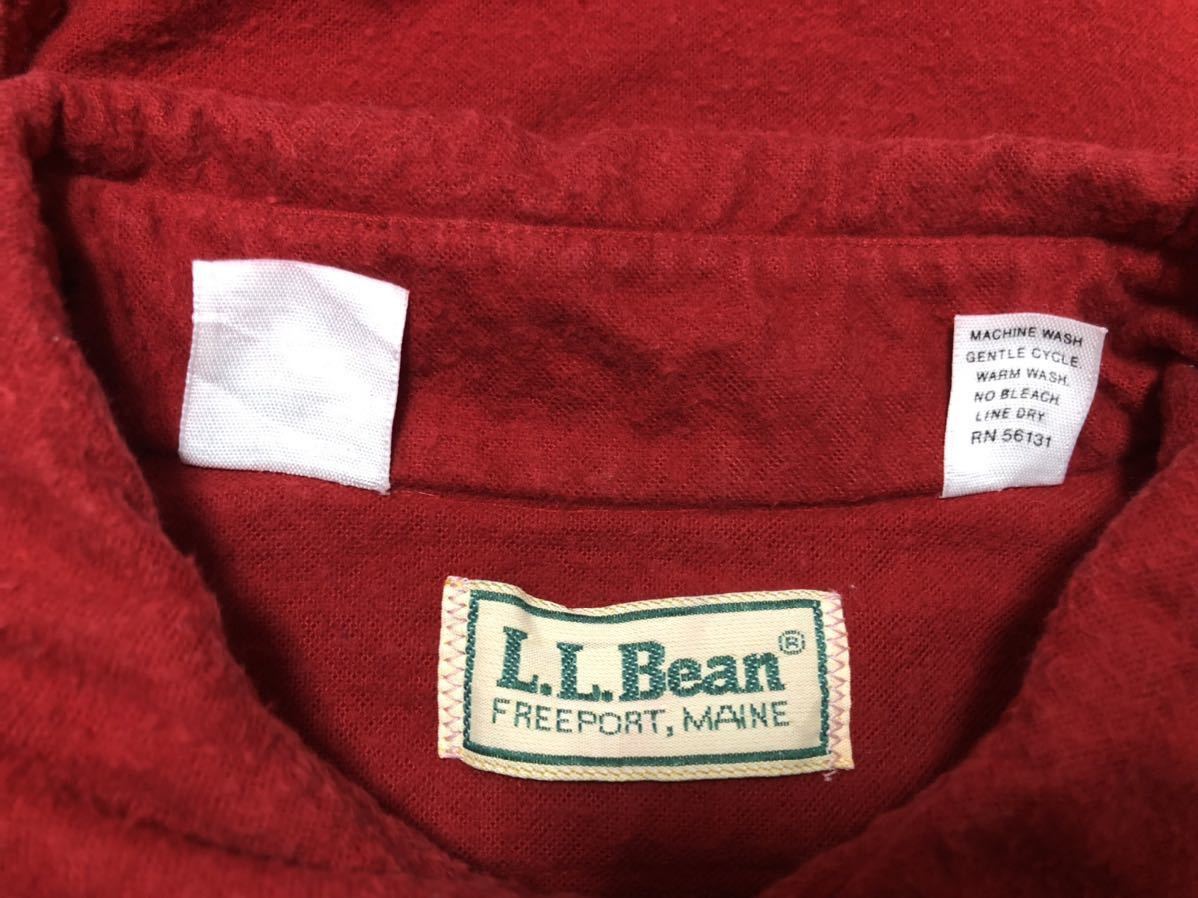 MACHINE WASH
GENTLE CYCLE.
WARM WASH.
NO BLEACH.
LINE DRY.
RN 56131
L.L.Bean®
FREEPORT, MAINE